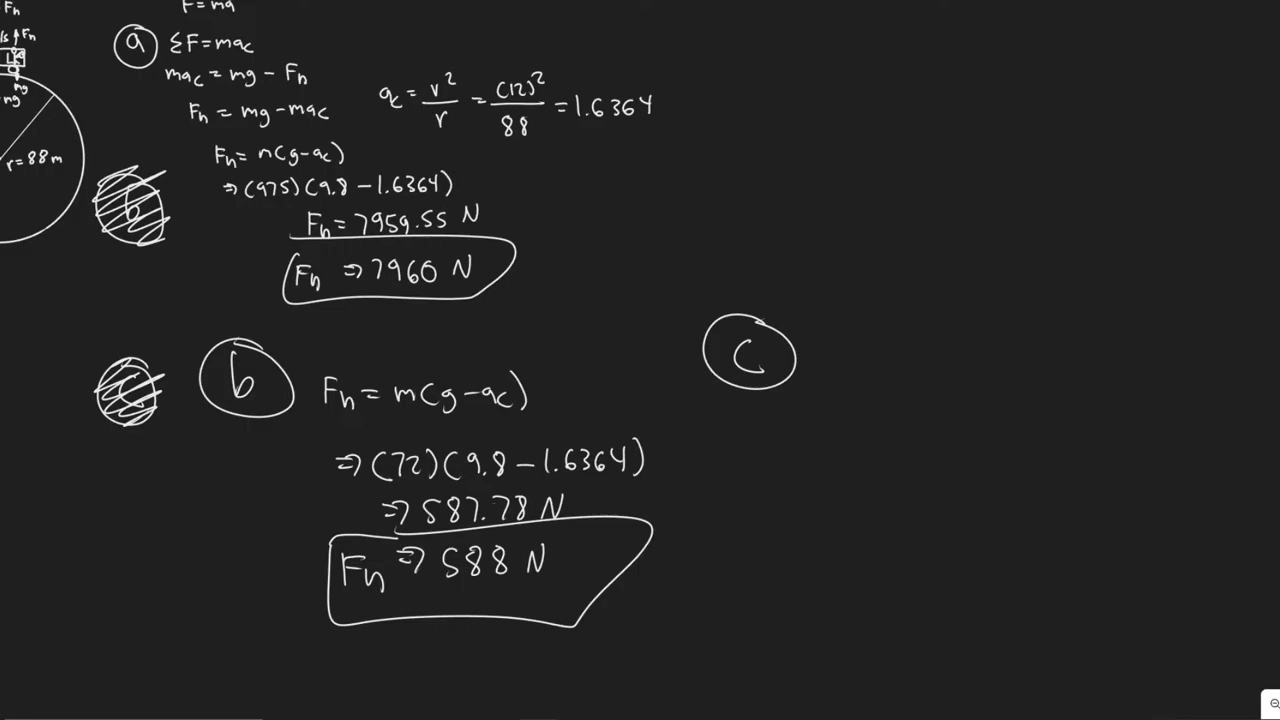 Fn
F = ma
/s Fn
a ΣF = mac
mac = mg - Fn
mg
mg
Fn = mg - mac
ac = v² / r = (12)² / 88 = 1.6364
r = 88 m
Fn = m(g - ac)
⇒ (975)(9.8 - 1.6364)
b
Fn = 7959.55 N
Fn ⇒ 7960 N
c
b
Fn = m(g - ac)
⇒ (72)(9.8 - 1.6364)
⇒ 587.78 N
Fn ⇒ 588 N